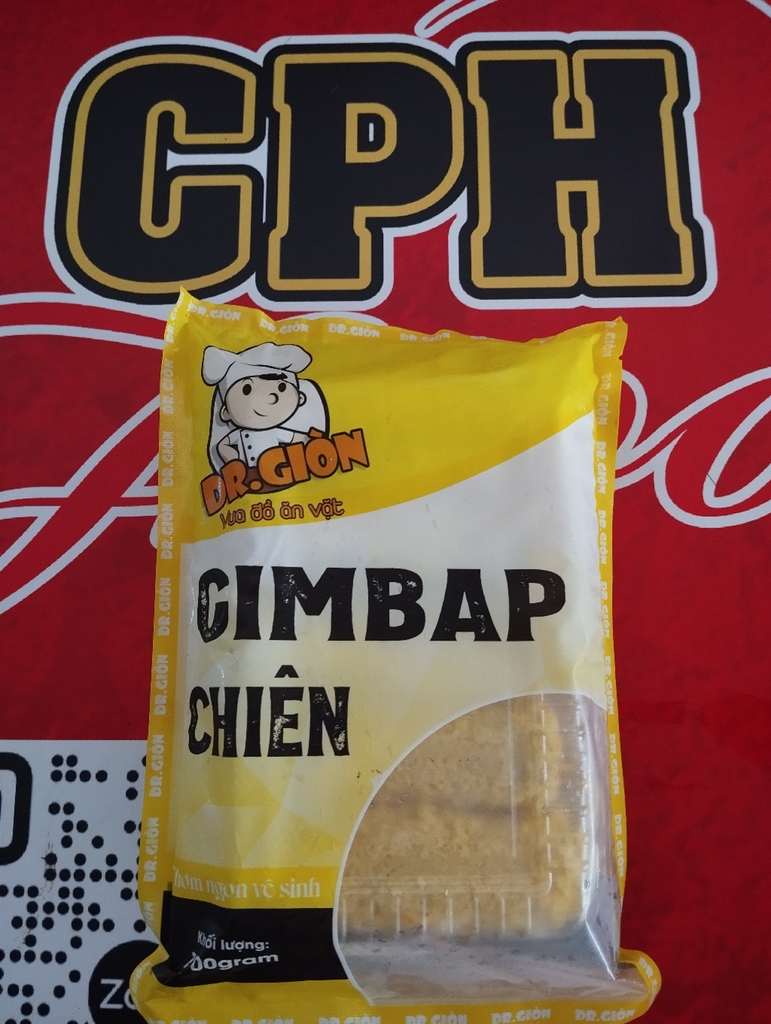 CPH
DR.GIÒN
Vua đồ ăn vặt
CIMBAP
CHIÊN
Thơm ngon vệ sinh
Khối lượng: